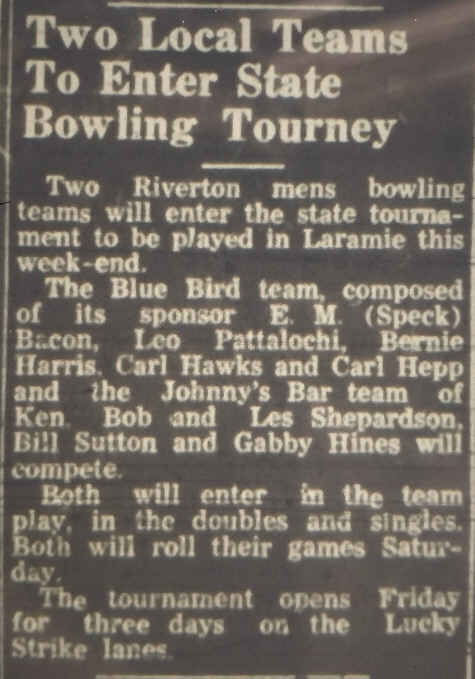 Two Local Teams
To Enter State
Bowling Tourney
Two Riverton mens bowling
teams will enter the state tourna-
ment to be played in Laramie this
week-end.
The Blue Bird team, composed
of its sponsor E. M. (Speck)
Bacon, Leo Pattalochi, Bernie
Harris, Carl Hawks and Carl Hepp
and the Johnny's Bar team of
Ken, Bob and Les Shepardson,
Bill Sutton and Gabby Hines will
compete.
Both will enter in the team
play, in the doubles and singles.
Both will roll their games Satur-
day.
The tournament opens Friday
for three days on the Lucky
Strike lanes.